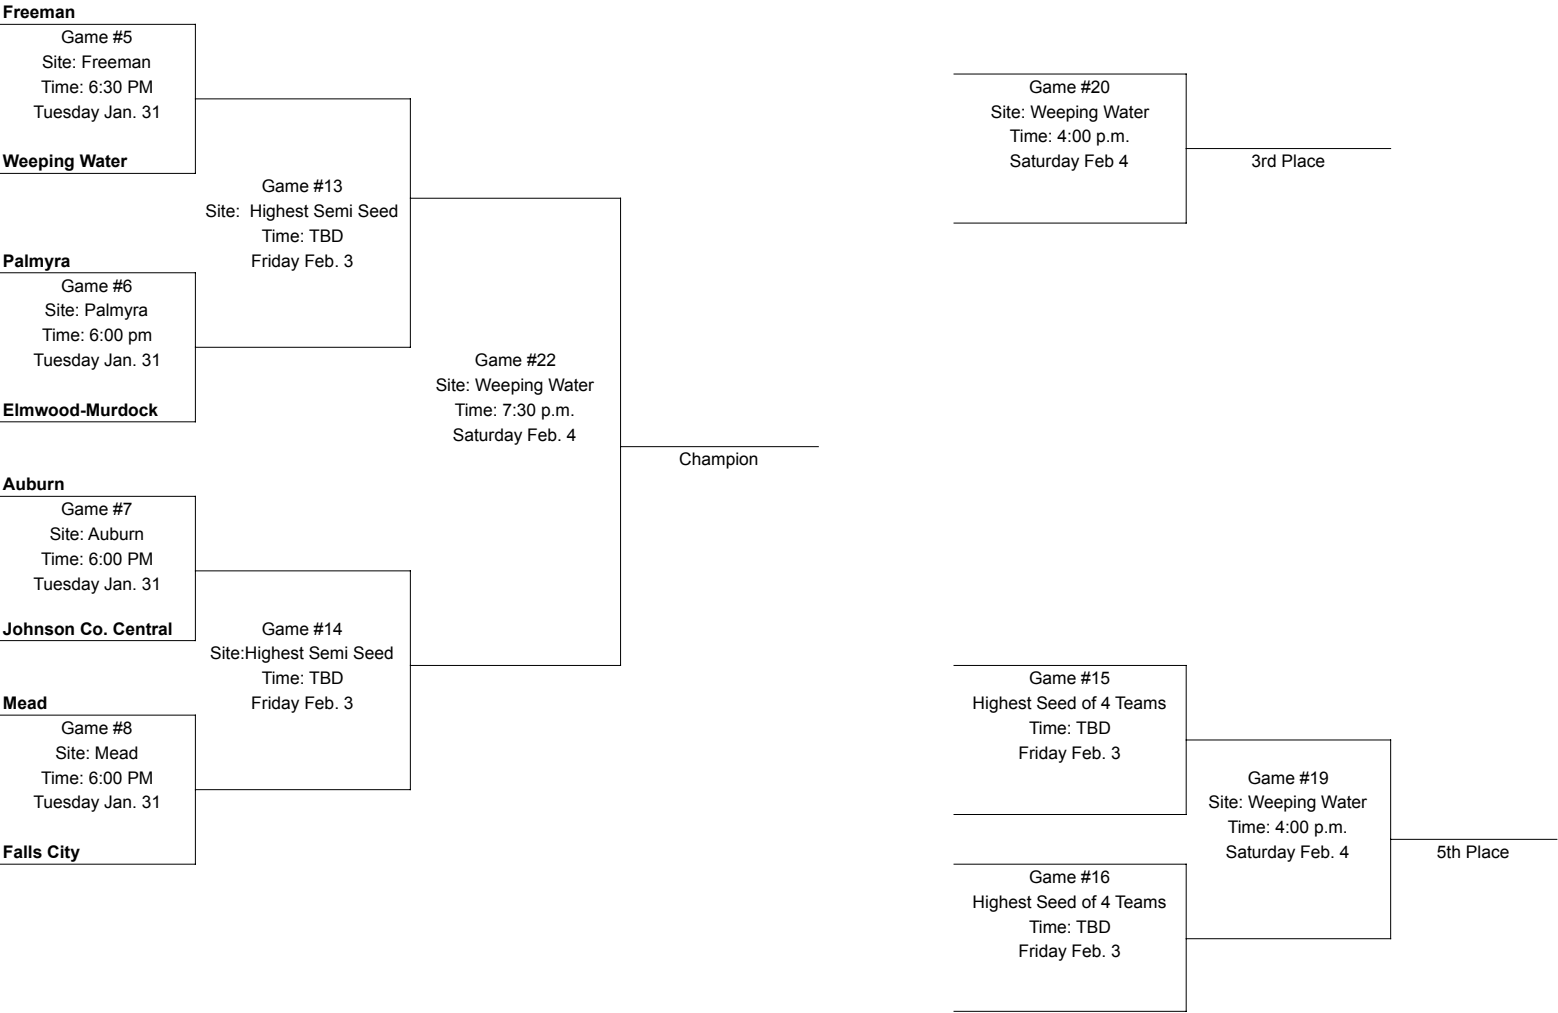 Freeman
Game #5
Site: Freeman
Time: 6:30 PM
Tuesday Jan. 31
Weeping Water
Game #13
Site:  Highest Semi Seed
Time: TBD
Friday Feb. 3
Palmyra
Game #6
Site: Palmyra
Time: 6:00 pm
Tuesday Jan. 31
Elmwood-Murdock
Game #22
Site: Weeping Water
Time: 7:30 p.m.
Saturday Feb. 4
Champion
Auburn
Game #7
Site: Auburn
Time: 6:00 PM
Tuesday Jan. 31
Johnson Co. Central
Game #14
Site:Highest Semi Seed
Time: TBD
Friday Feb. 3
Mead
Game #8
Site: Mead
Time: 6:00 PM
Tuesday Jan. 31
Falls City
Game #20
Site: Weeping Water
Time: 4:00 p.m.
Saturday Feb 4
3rd Place
Game #15
Highest Seed of 4 Teams
Time: TBD
Friday Feb. 3
Game #19
Site: Weeping Water
Time: 4:00 p.m.
Saturday Feb. 4
5th Place
Game #16
Highest Seed of 4 Teams
Time: TBD
Friday Feb. 3